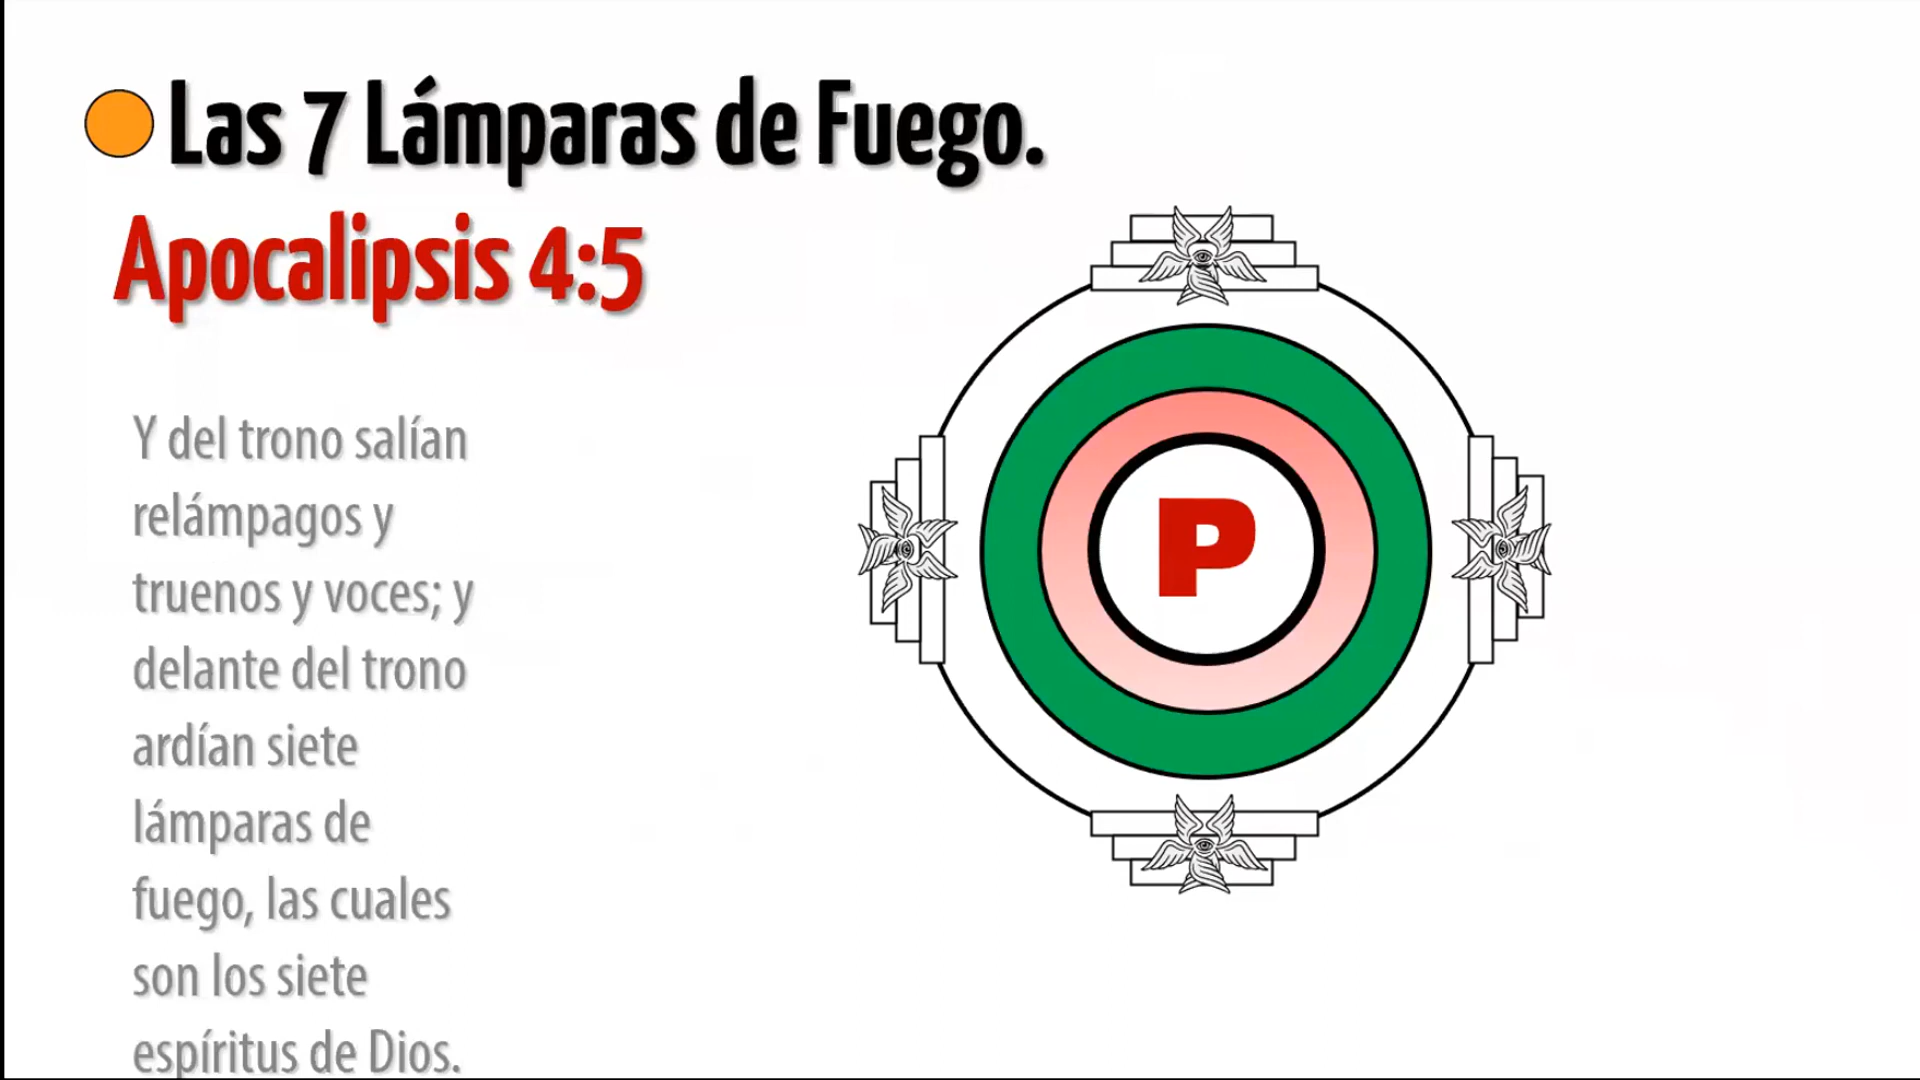 Las 7 Lámparas de Fuego.
Apocalipsis 4:5
Y del trono salían
relámpagos y
truenos y voces; y
delante del trono
ardían siete
lámparas de
fuego, las cuales
son los siete
espíritus de Dios.
P